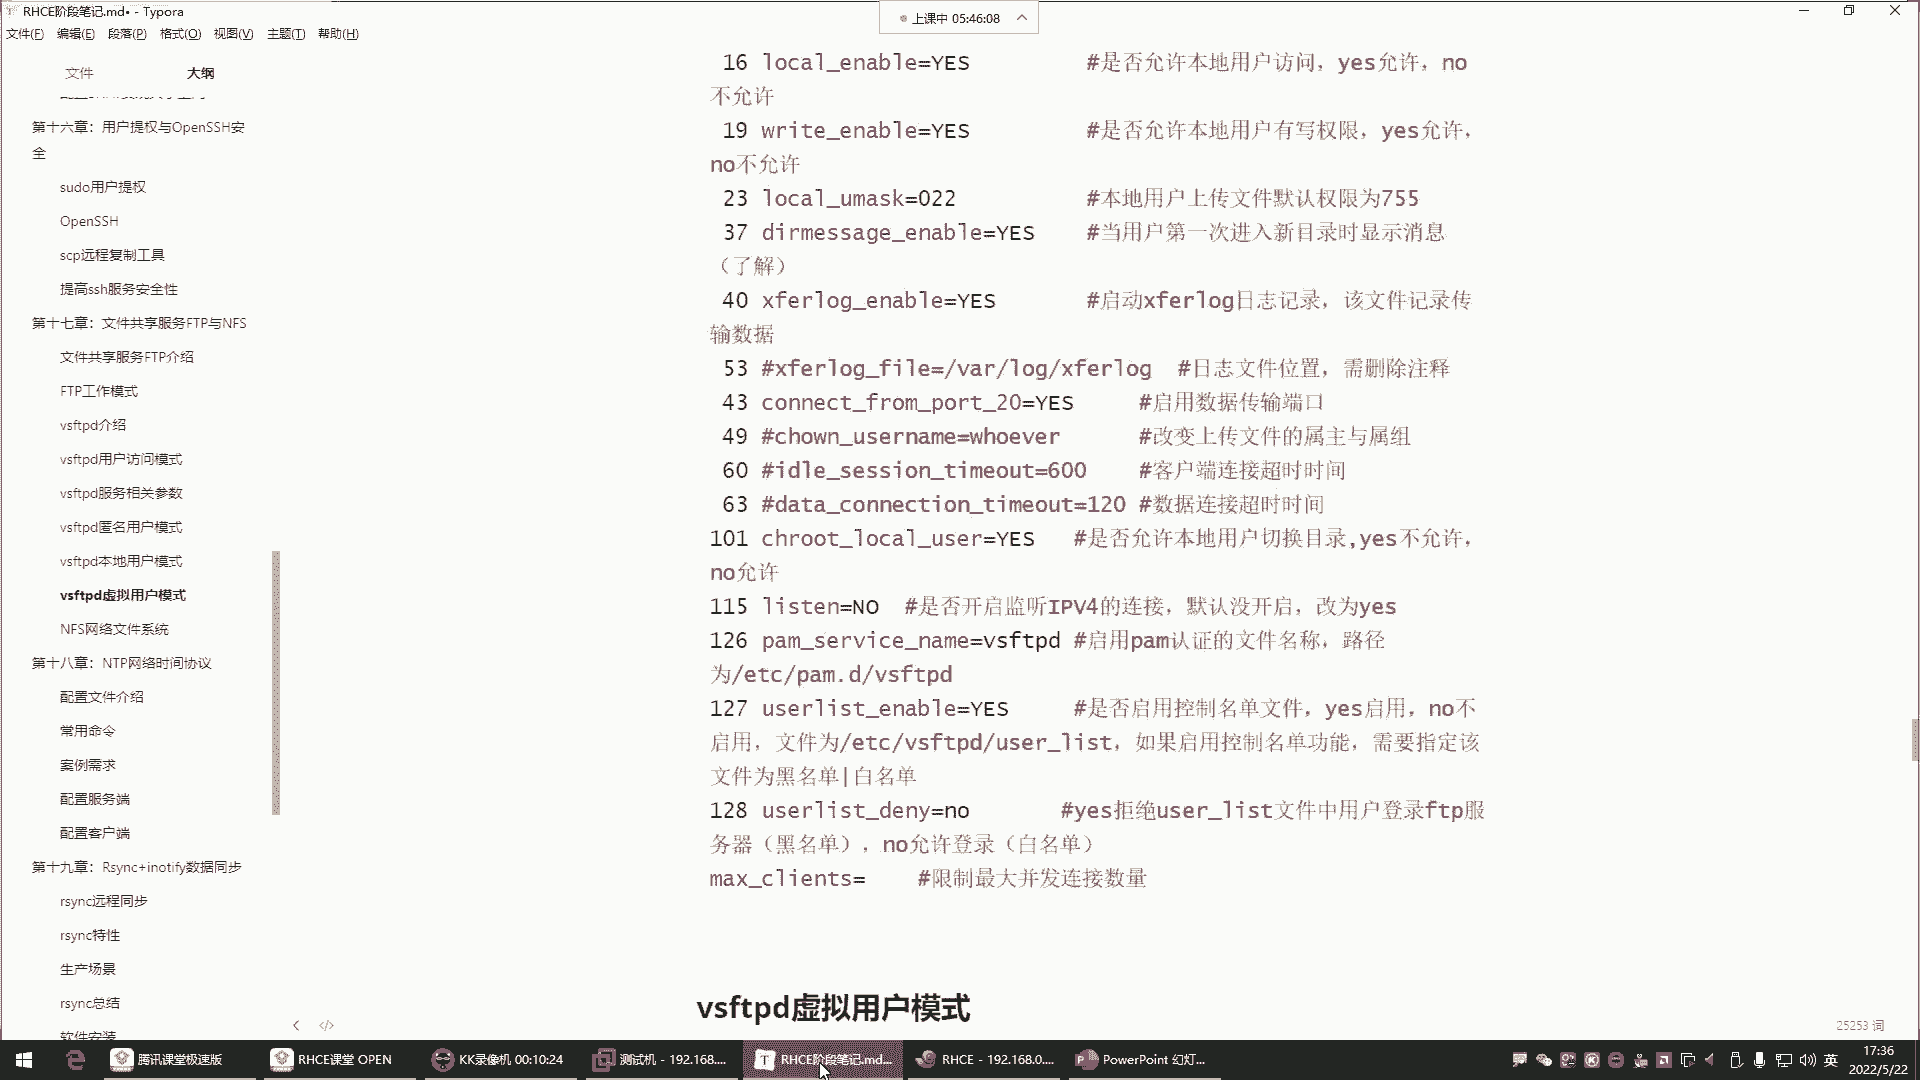 RHCE阶段笔记.md• - Typora
上课中 05:46:08
文件(F) 编辑(E) 段落(P) 格式(O) 视图(V) 主题(T) 帮助(H)
文件 大纲
第十六章：用户提权与OpenSSH安
全
sudo用户提权
OpenSSH
scp远程复制工具
提高ssh服务安全性
第十七章：文件共享服务FTP与NFS
文件共享服务FTP介绍
FTP工作模式
vsftpd介绍
vsftpd用户访问模式
vsftpd服务相关参数
vsftpd匿名用户模式
vsftpd本地用户模式
vsftpd虚拟用户模式
NFS网络文件系统
第十八章：NTP网络时间协议
配置文件介绍
常用命令
案例需求
配置服务端
配置客户端
第十九章：Rsync+inotify数据同步
rsync远程同步
rsync特性
生产场景
rsync总结
软件安装
16 local_enable=YES #是否允许本地用户访问，yes允许，no
不允许
19 write_enable=YES #是否允许本地用户有写权限，yes允许，
no不允许
23 local_umask=022 #本地用户上传文件默认权限为755
37 dirmessage_enable=YES #当用户第一次进入新目录时显示消息
（了解）
40 xferlog_enable=YES #启动xferlog日志记录，该文件记录传
输数据
53 #xferlog_file=/var/log/xferlog #日志文件位置，需删除注释
43 connect_from_port_20=YES #启用数据传输端口
49 #chown_username=whoever #改变上传文件的属主与属组
60 #idle_session_timeout=600 #客户端连接超时时间
63 #data_connection_timeout=120 #数据连接超时时间
101 chroot_local_user=YES #是否允许本地用户切换目录,yes不允许，
no允许
115 listen=NO #是否开启监听IPV4的连接，默认没开启，改为yes
126 pam_service_name=vsftpd #启用pam认证的文件名称，路径
为/etc/pam.d/vsftpd
127 userlist_enable=YES #是否启用控制名单文件，yes启用，no不
启用，文件为/etc/vsftpd/user_list，如果启用控制名单功能，需要指定该
文件为黑名单|白名单
128 userlist_deny=no #yes拒绝user_list文件中用户登录ftp服
务器（黑名单），no允许登录（白名单）
max_clients= #限制最大并发连接数量
vsftpd虚拟用户模式
25253 词
腾讯课堂极速版 RHCE课堂 OPEN KK录像机 00:10:24 测试机 - 192.168.... RHCE阶段笔记.md... RHCE - 192.168.0.... PowerPoint 幻灯...
英
17:36
2022/5/22